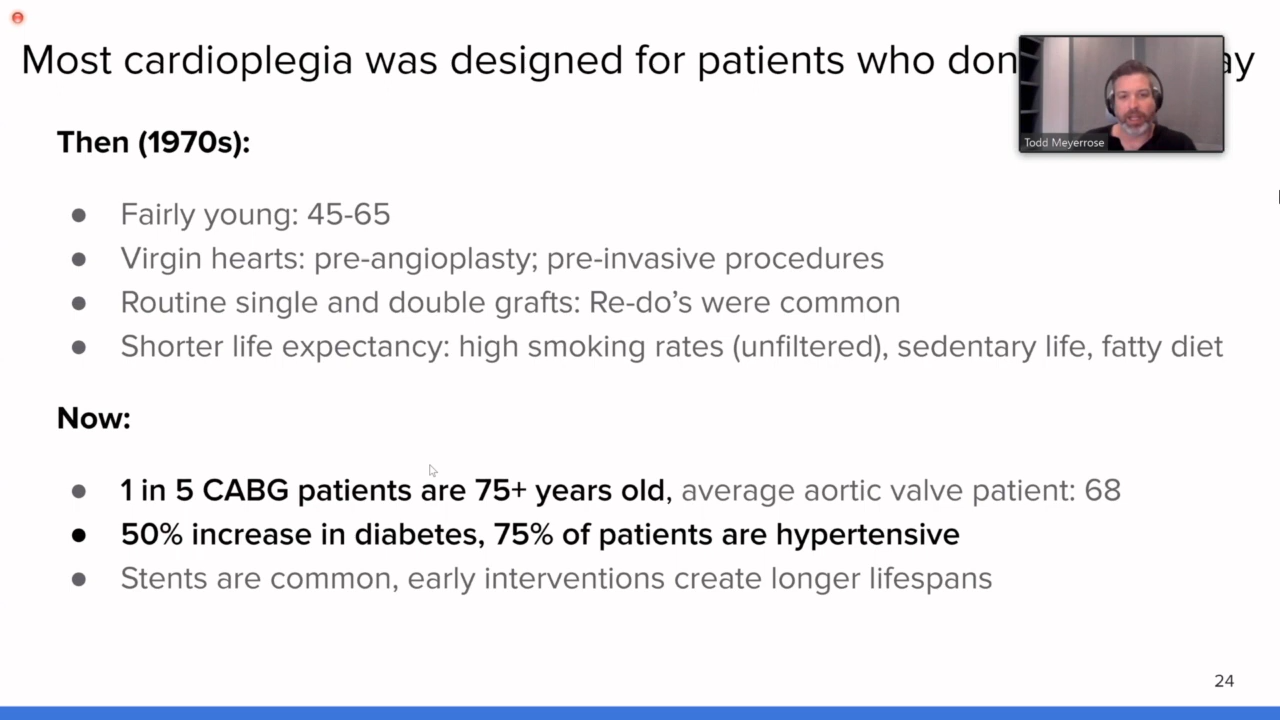 Most cardioplegia was designed for patients who don ay
Todd Meyerrose
Then (1970s):
● Fairly young: 45-65
● Virgin hearts: pre-angioplasty; pre-invasive procedures
● Routine single and double grafts: Re-do’s were common
● Shorter life expectancy: high smoking rates (unfiltered), sedentary life, fatty diet
Now:
● 1 in 5 CABG patients are 75+ years old, average aortic valve patient: 68
● 50% increase in diabetes, 75% of patients are hypertensive
● Stents are common, early interventions create longer lifespans
24